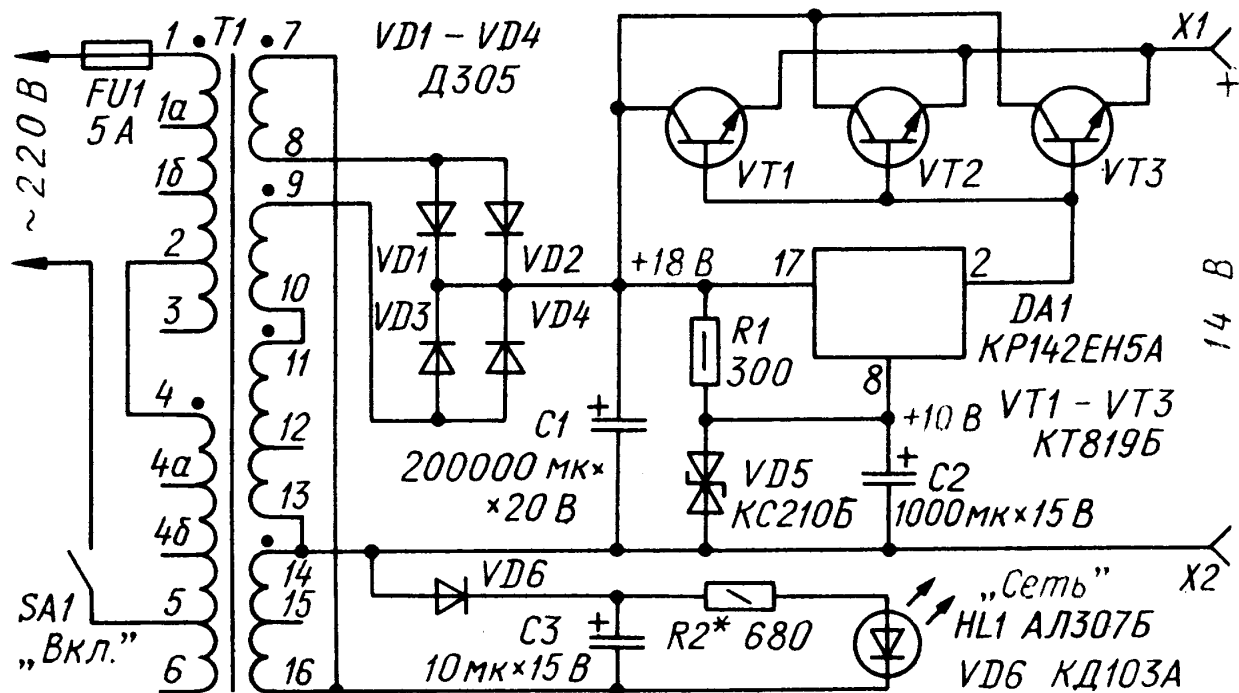 1
T1
7
VD1 – VD4
Д305
X1
+
FU1
5 А
~ 220 В
1а
1б
8
9
VT1
VT2
VT3
2
VD1
VD2
+18 В
17
2
10
3
VD3
VD4
R1
300
DA1
КР142ЕН5А
14 В
11
8
4
12
C1
200000 мк×
×20 В
+
+10 В
VT1 – VT3
КТ819Б
4а
13
VD5
КС210Б
+
C2
1000мк×15 В
4б
14
15
VD6
X2
SA1
„Вкл.”
5
C3
10мк×15 В
+
R2* 680
„Сеть”
HL1 АЛ307Б
6
16
VD6 КД103А